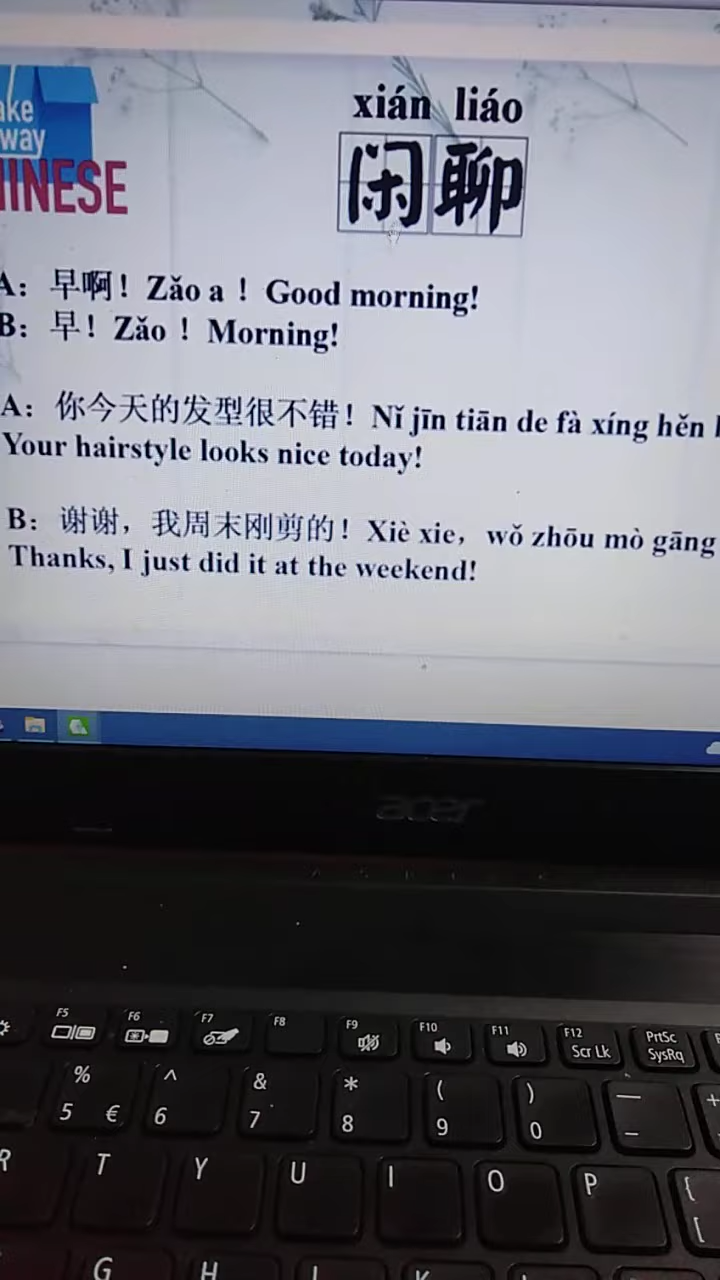 ake
way
INESE
xián liáo
闲聊
A：早啊！Zǎo a ！Good morning!
B：早！Zǎo ！Morning!
A：你今天的发型很不错！Nǐ jīn tiān de fà xíng hěn
Your hairstyle looks nice today!
B：谢谢，我周末刚剪的！Xiè xie，wǒ zhōu mò gāng
Thanks, I just did it at the weekend!
acer
F5 F6 F7 F8 F9 F10 F11 F12 Scr Lk PrtSc SysRq
% ^ & * ( ) — +
5 € 6 7 8 9 0 –
R T Y U I O P { [
G H